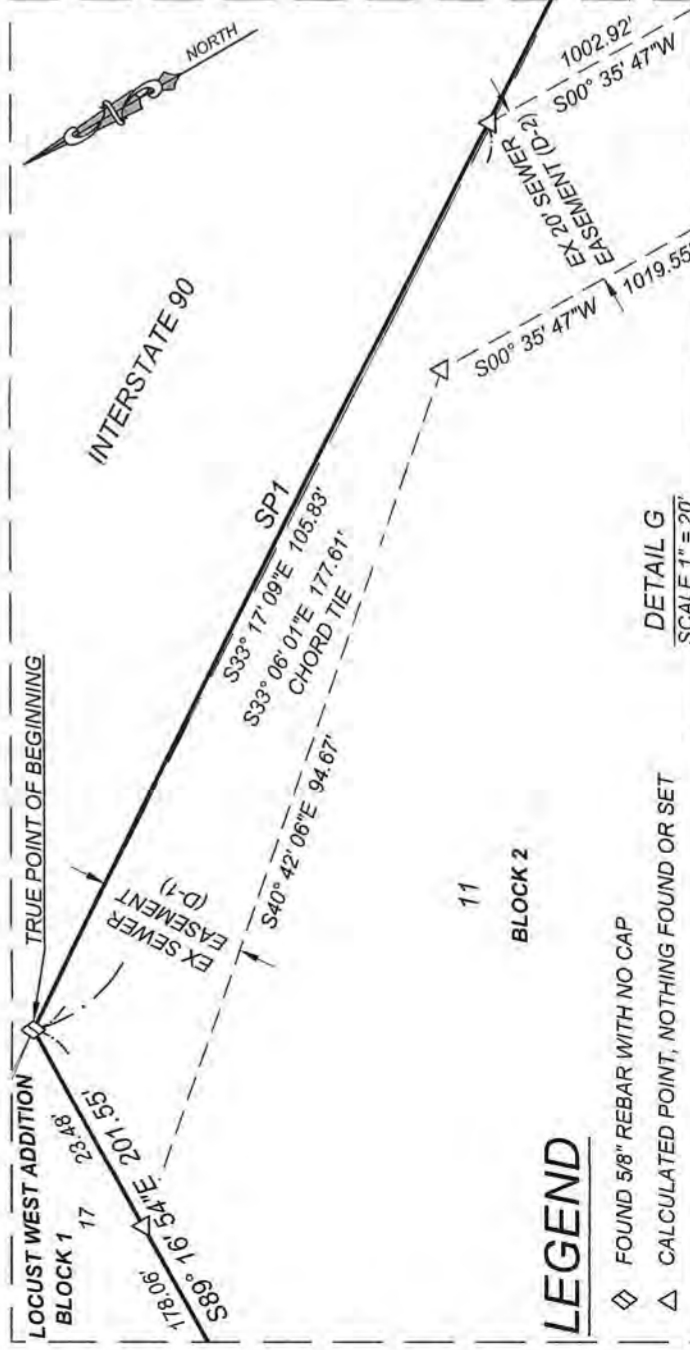 NORTH
INTERSTATE 90
TRUE POINT OF BEGINNING
LOCUST WEST ADDITION
BLOCK 1
17
23.48'
178.06'
S89° 16' 54"E 201.55'
EX SEWER
EASEMENT
(D-1)
SP1
S33° 17' 09"E 105.83'
S33° 06' 01"E 177.61'
CHORD TIE
S40° 42' 06"E 94.67'
1002.92'
S00° 35' 47"W
EX 20' SEWER
EASEMENT (D-2)
S00° 35' 47"W
1019.55'
11
BLOCK 2
DETAIL G
SCALE 1" = 20'
LEGEND
FOUND 5/8" REBAR WITH NO CAP
CALCULATED POINT, NOTHING FOUND OR SET